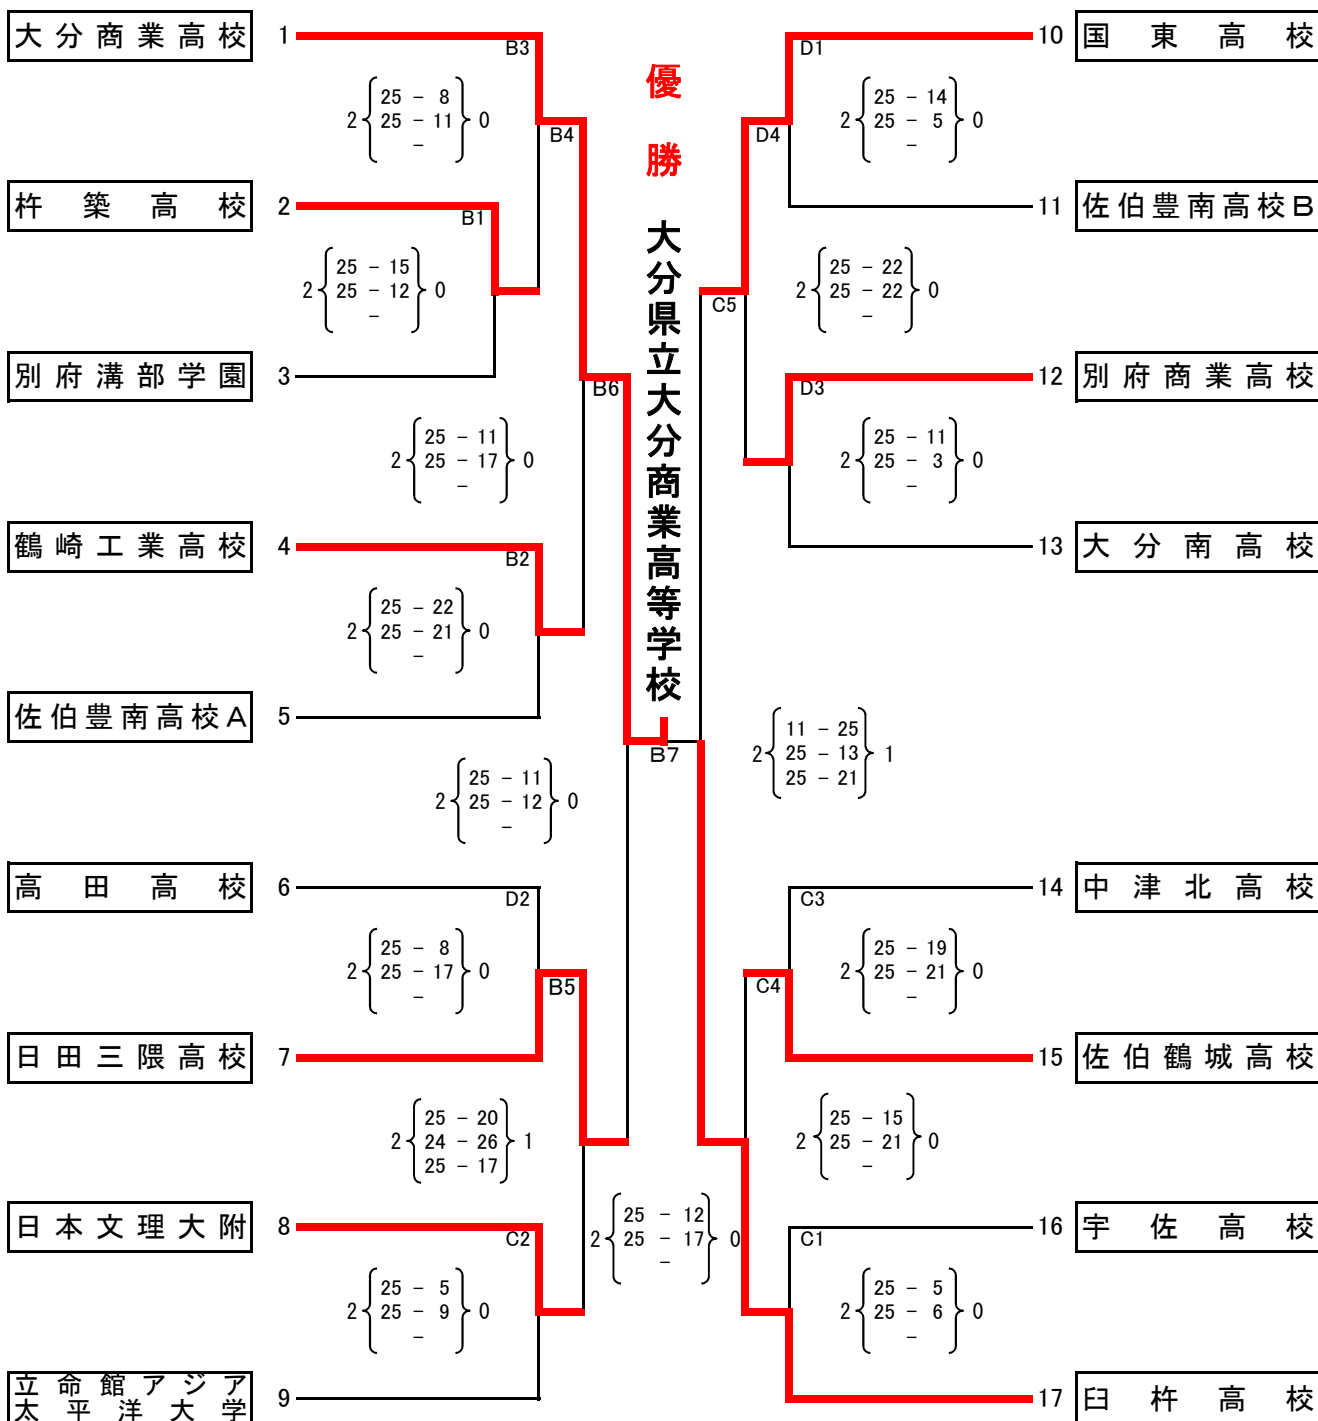 大分商業高校 1
B3
2 25 - 8 0
25 - 11
-
B4
杵築高校 2
B1
2 25 - 15 0
25 - 12
-
別府溝部学園 3
B6
2 25 - 11 0
25 - 17
-
鶴崎工業高校 4
B2
2 25 - 22 0
25 - 21
-
佐伯豊南高校A 5
2 25 - 11 0
25 - 12
-
高田高校 6
D2
2 25 - 8 0
25 - 17
-
B5
日田三隈高校 7
2 25 - 20 1
24 - 26
25 - 17
日本文理大附 8
C2
2 25 - 5 0
25 - 9
-
立命館アジア
太平洋大学 9
優勝
大分県立大分商業高等学校
B7
2 25 - 12 0
25 - 17
-
10 国東高校
D1
2 25 - 14 0
25 - 5
-
D4
11 佐伯豊南高校B
C5
2 25 - 22 0
25 - 22
-
12 別府商業高校
D3
2 25 - 11 0
25 - 3
-
13 大分南高校
2 11 - 25 1
25 - 13
25 - 21
14 中津北高校
C3
2 25 - 19 0
25 - 21
-
C4
15 佐伯鶴城高校
2 25 - 15 0
25 - 21
-
16 宇佐高校
C1
2 25 - 5 0
25 - 6
-
17 臼杵高校